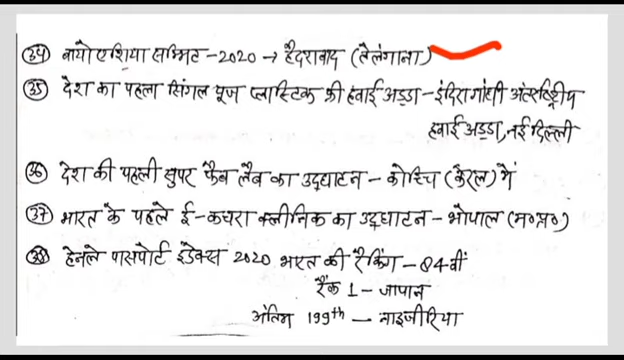 (34) बायोएशिया सम्मिट-2020 → हैदराबाद (तेलंगाना)
(35) देश का पहला सिंगल यूज प्लास्टिक फ्री हवाई अड्डा - इंदिरा गांधी अंतर्राष्ट्रीय
हवाई अड्डा, नई दिल्ली
(36) देश की पहली सुपर फैब लैब का उद्घाटन - कोच्चि (केरल) में
(37) भारत के पहले ई-कचरा क्लीनिक का उद्घाटन - भोपाल (म०प्र०)
(38) हेनले पासपोर्ट इंडेक्स 2020 भारत की रैंकिंग - 84वीं
रैंक 1 - जापान
अंतिम 199th - नाइजीरिया